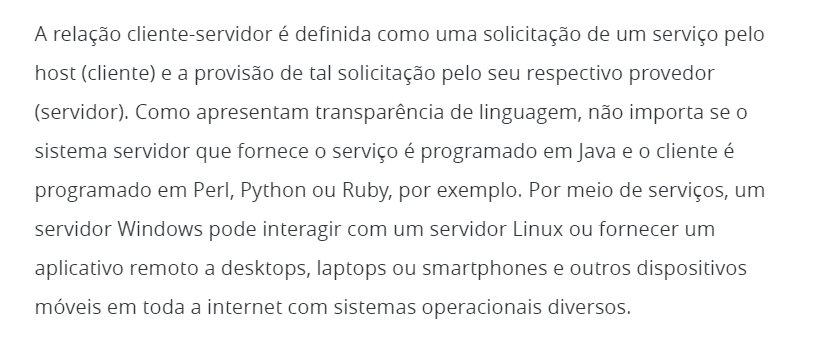 A relação cliente-servidor é definida como uma solicitação de um serviço pelo
host (cliente) e a provisão de tal solicitação pelo seu respectivo provedor
(servidor). Como apresentam transparência de linguagem, não importa se o
sistema servidor que fornece o serviço é programado em Java e o cliente é
programado em Perl, Python ou Ruby, por exemplo. Por meio de serviços, um
servidor Windows pode interagir com um servidor Linux ou fornecer um
aplicativo remoto a desktops, laptops ou smartphones e outros dispositivos
móveis em toda a internet com sistemas operacionais diversos.